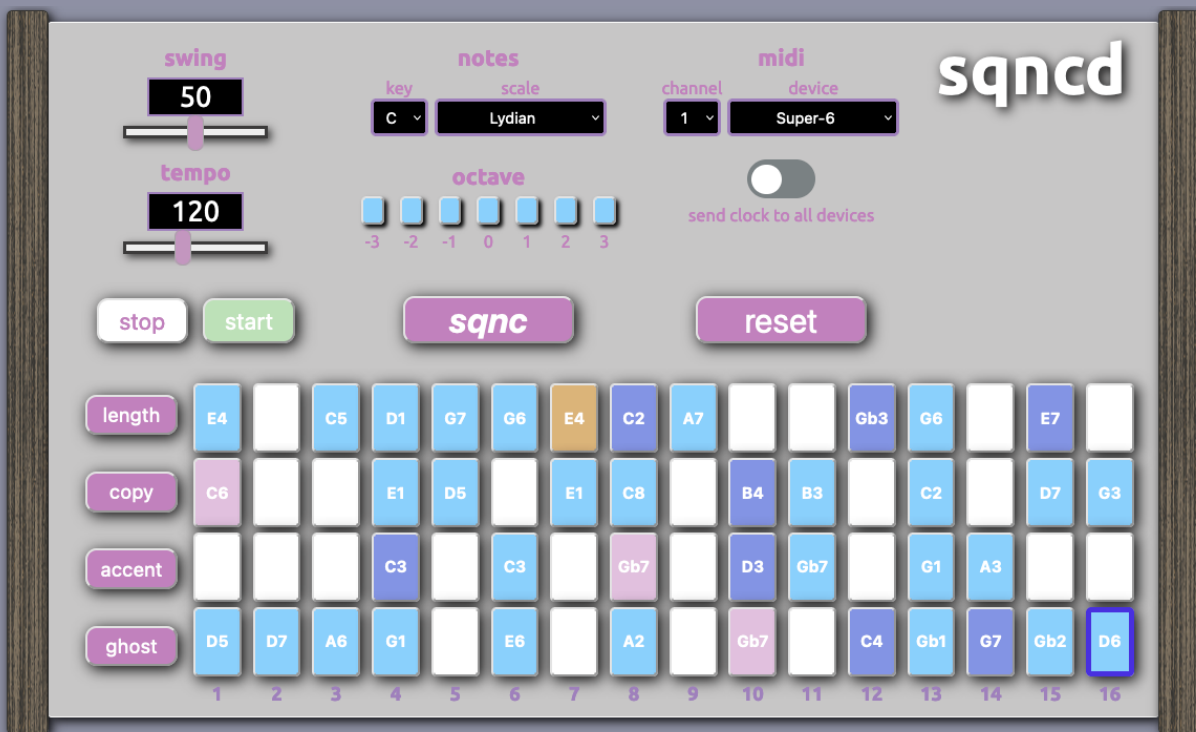 swing notes midi sqncd
key scale channel device
50 C Lydian 1 Super-6
tempo octave
120
send clock to all devices
-3 -2 -1 0 1 2 3
stop start sqnc reset
length E4 C5 D1 G7 G6 E4 C2 A7 Gb3 G6 E7
copy C6 E1 D5 E1 C8 B4 B3 C2 D7 G3
accent C3 C3 Gb7 D3 Gb7 G1 A3
ghost D5 D7 A6 G1 E6 A2 Gb7 C4 Gb1 G7 Gb2 D6
1 2 3 4 5 6 7 8 9 10 11 12 13 14 15 16